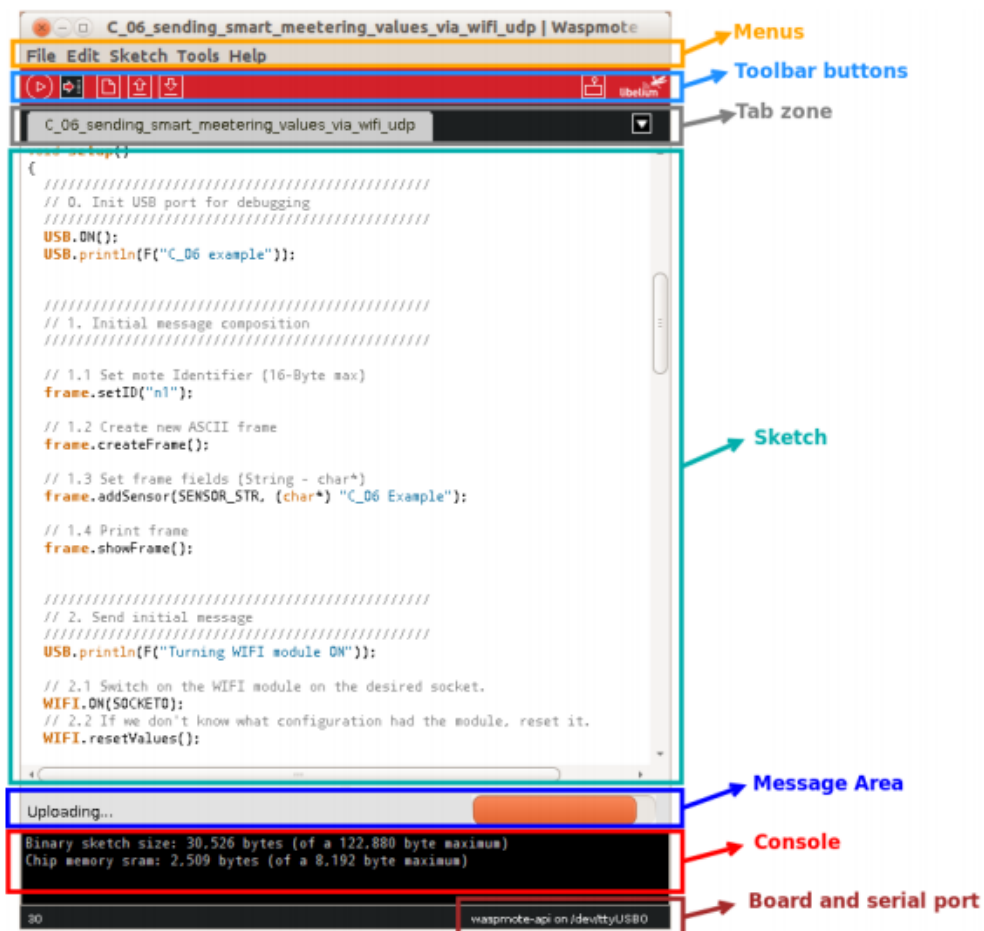 C_06_sending_smart_meetering_values_via_wifi_udp | Waspmote
Menus
File Edit Sketch Tools Help
Toolbar buttons
libelium
Tab zone
C_06_sending_smart_meetering_values_via_wifi_udp
void setup()
{
////////////////////////////////////////////////
// 0. Init USB port for debugging
////////////////////////////////////////////////
USB.ON();
USB.println(F("C_06 example"));
////////////////////////////////////////////////
// 1. Initial message composition
////////////////////////////////////////////////
// 1.1 Set mote Identifier (16-Byte max)
frame.setID("n1");
// 1.2 Create new ASCII frame
frame.createFrame();
Sketch
// 1.3 Set frame fields (String - char*)
frame.addSensor(SENSOR_STR, (char*) "C_06 Example");
// 1.4 Print frame
frame.showFrame();
////////////////////////////////////////////////
// 2. Send initial message
////////////////////////////////////////////////
USB.println(F("Turning WIFI module ON"));
// 2.1 Switch on the WIFI module on the desired socket.
WIFI.ON(SOCKET0);
// 2.2 If we don't know what configuration had the module, reset it.
WIFI.resetValues();
Message Area
Uploading...
Binary sketch size: 30,526 bytes (of a 122,880 byte maximum)
Console
Chip memory sram: 2,509 bytes (of a 8,192 byte maximum)
Board and serial port
30
waspmote-api on /dev/ttyUSB0